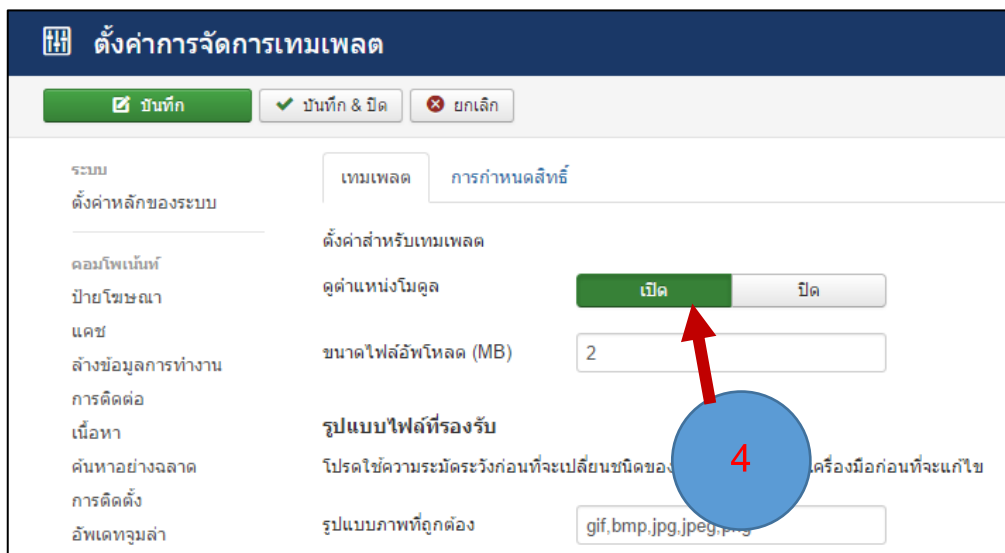 ตั้งค่าการจัดการเทมเพลต
บันทึก
บันทึก & ปิด
ยกเลิก
ระบบ
ตั้งค่าหลักของระบบ
คอมโพเน้นท์
ป้ายโฆษณา
แคช
ล้างข้อมูลการทำงาน
การติดต่อ
เนื้อหา
ค้นหาอย่างฉลาด
การติดตั้ง
อัพเดทจูมล่า
เทมเพลต
การกำหนดสิทธิ์
ตั้งค่าสำหรับเทมเพลต
ดูตำแหน่งโมดูล
เปิด
ปิด
ขนาดไฟล์อัพโหลด (MB)
2
4
รูปแบบไฟล์ที่รองรับ
โปรดใช้ความระมัดระวังก่อนที่จะเปลี่ยนชนิดของ เครื่องมือก่อนที่จะแก้ไข
รูปแบบภาพที่ถูกต้อง
gif,bmp,jpg,jpeg,png